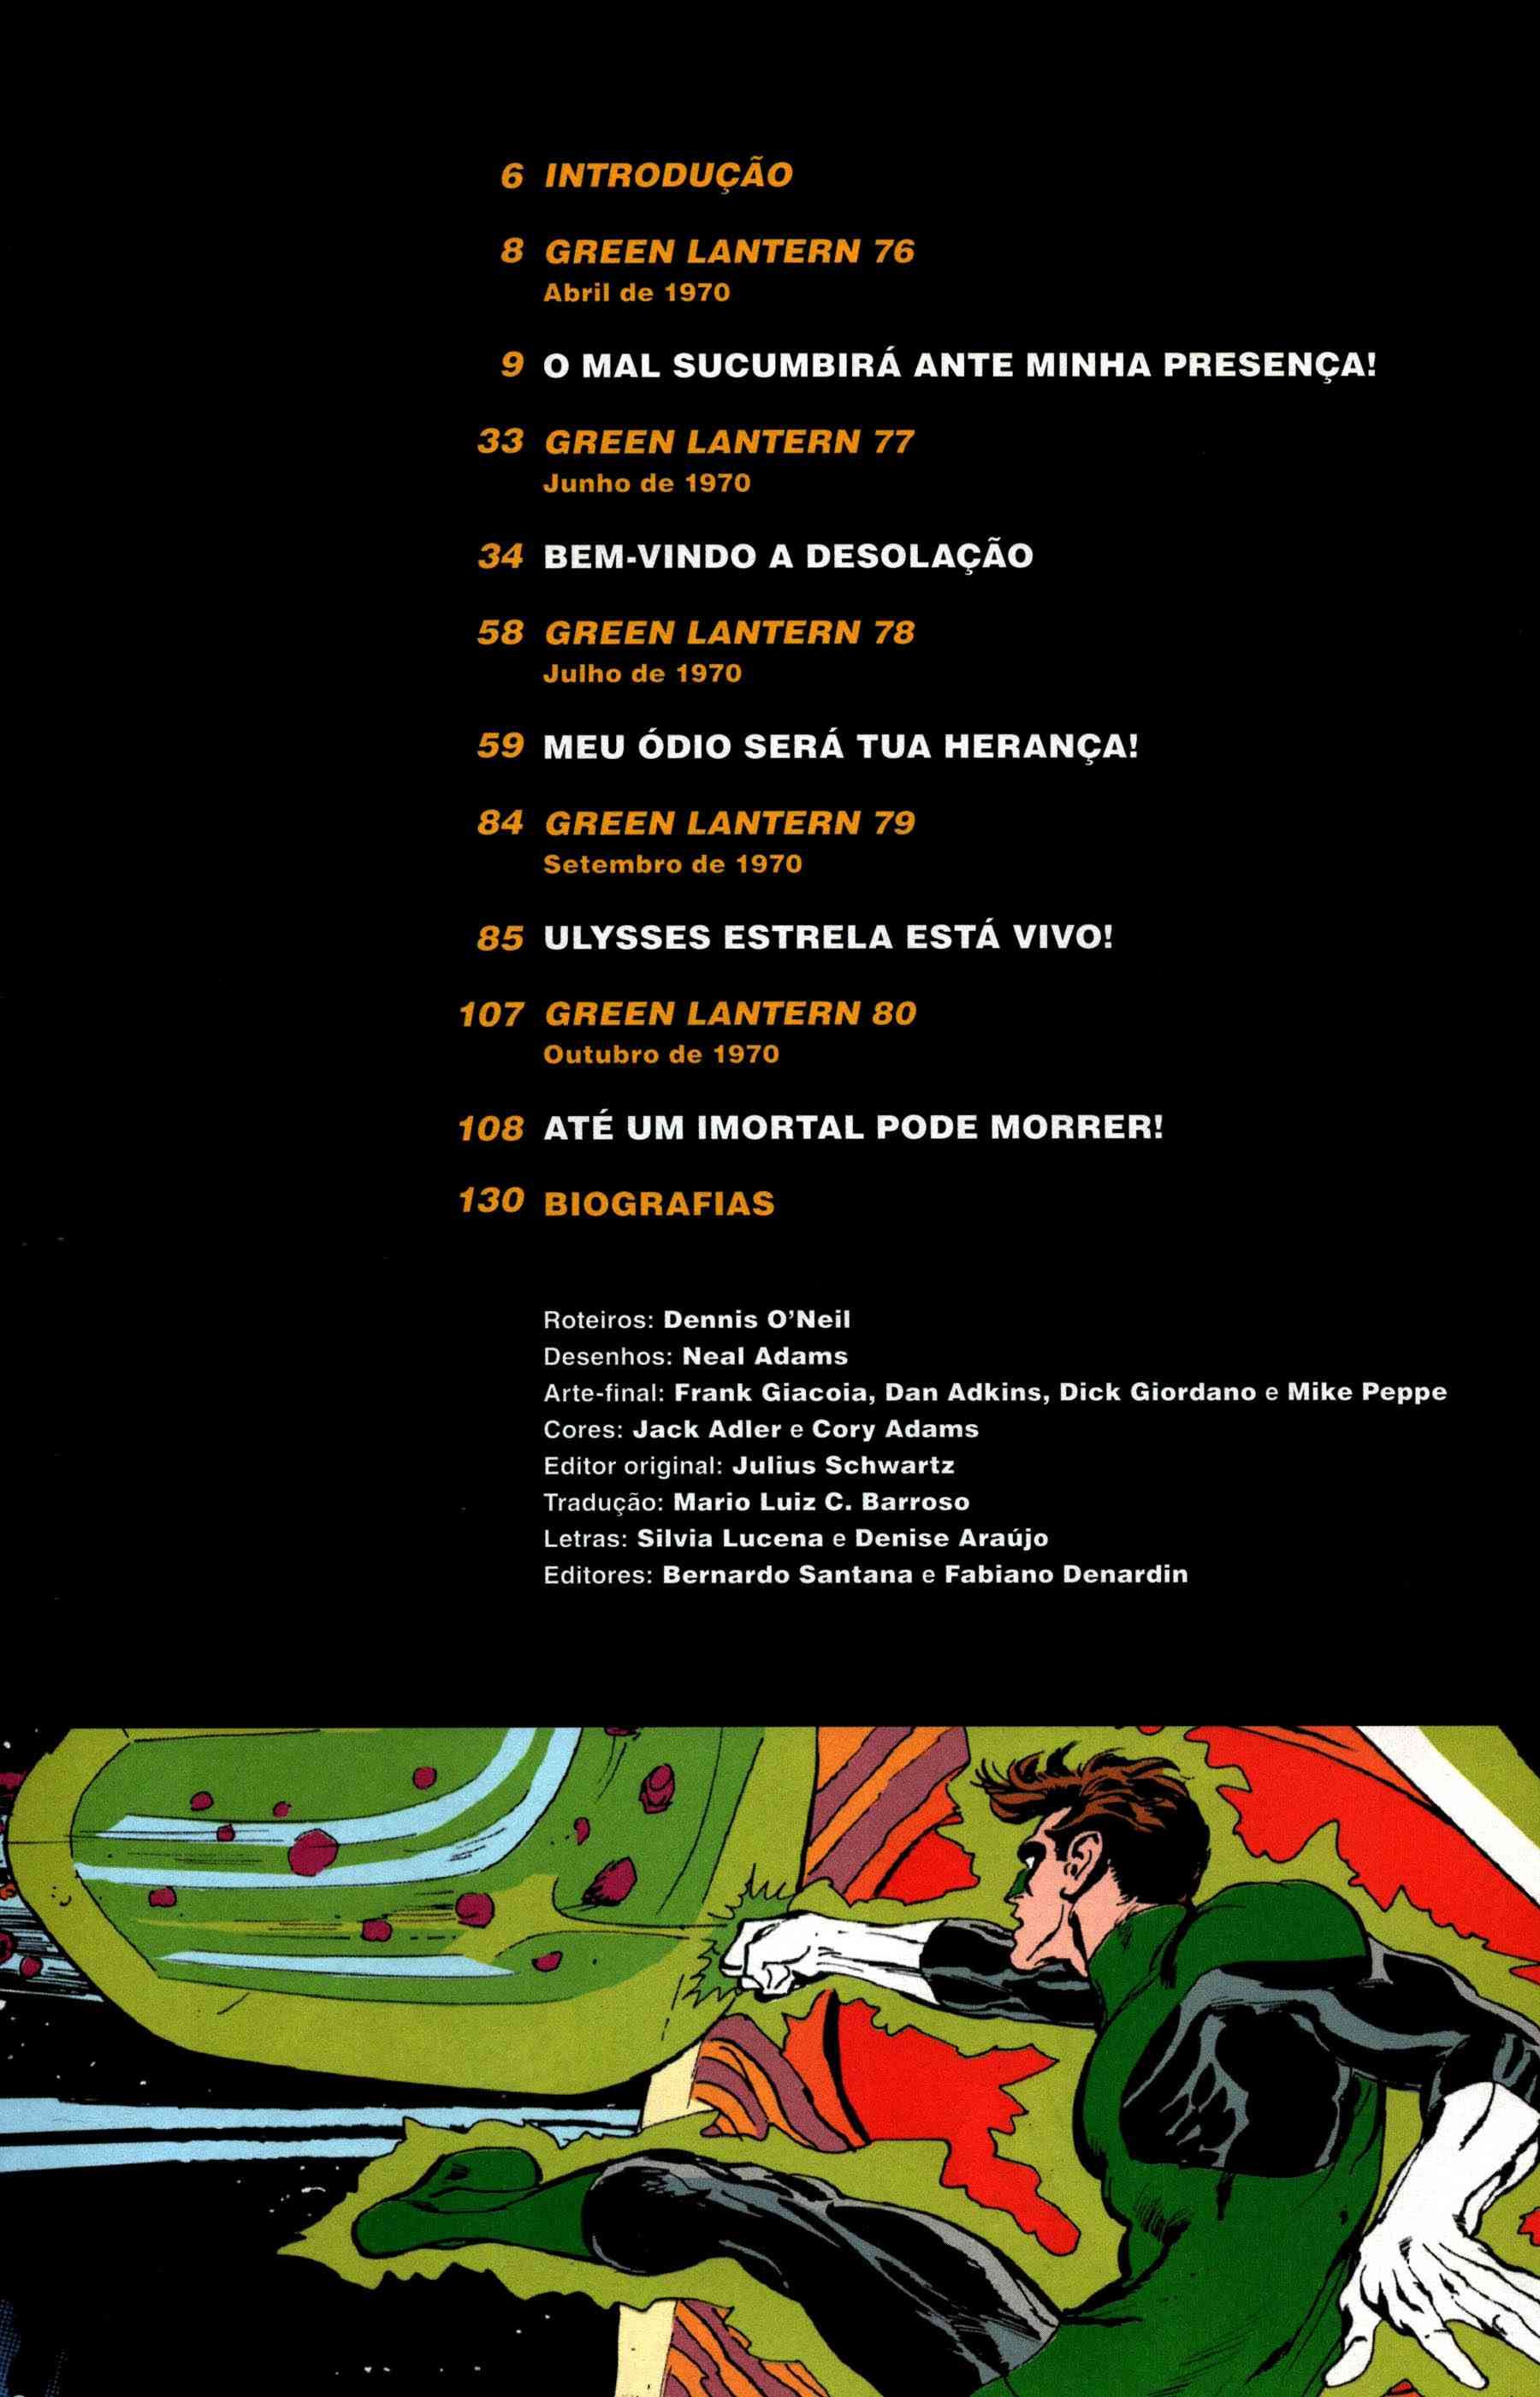 6 INTRODUÇÃO
8 GREEN LANTERN 76
Abril de 1970
9 O MAL SUCUMBIRÁ ANTE MINHA PRESENÇA!
33 GREEN LANTERN 77
Junho de 1970
34 BEM-VINDO A DESOLAÇÃO
58 GREEN LANTERN 78
Julho de 1970
59 MEU ÓDIO SERÁ TUA HERANÇA!
84 GREEN LANTERN 79
Setembro de 1970
85 ULYSSES ESTRELA ESTÁ VIVO!
107 GREEN LANTERN 80
Outubro de 1970
108 ATÉ UM IMORTAL PODE MORRER!
130 BIOGRAFIAS
Roteiros: Dennis O'Neil
Desenhos: Neal Adams
Arte-final: Frank Giacoia, Dan Adkins, Dick Giordano e Mike Peppe
Cores: Jack Adler e Cory Adams
Editor original: Julius Schwartz
Tradução: Mario Luiz C. Barroso
Letras: Silvia Lucena e Denise Araújo
Editores: Bernardo Santana e Fabiano Denardin